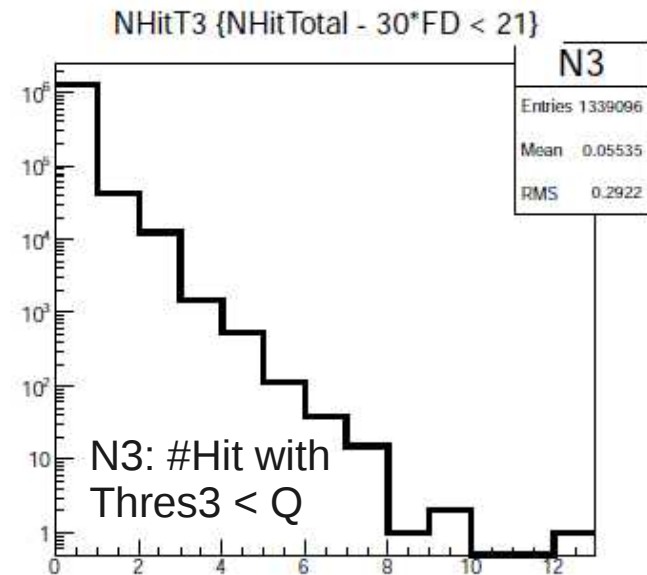 NHitT3 {NHitTotal - 30*FD < 21}
N3
Entries 1339096
Mean 0.05535
RMS 0.2922
10⁶
10⁵
10⁴
10³
10²
10
1
N3: #Hit with
Thres3 < Q
0 2 4 6 8 10 12